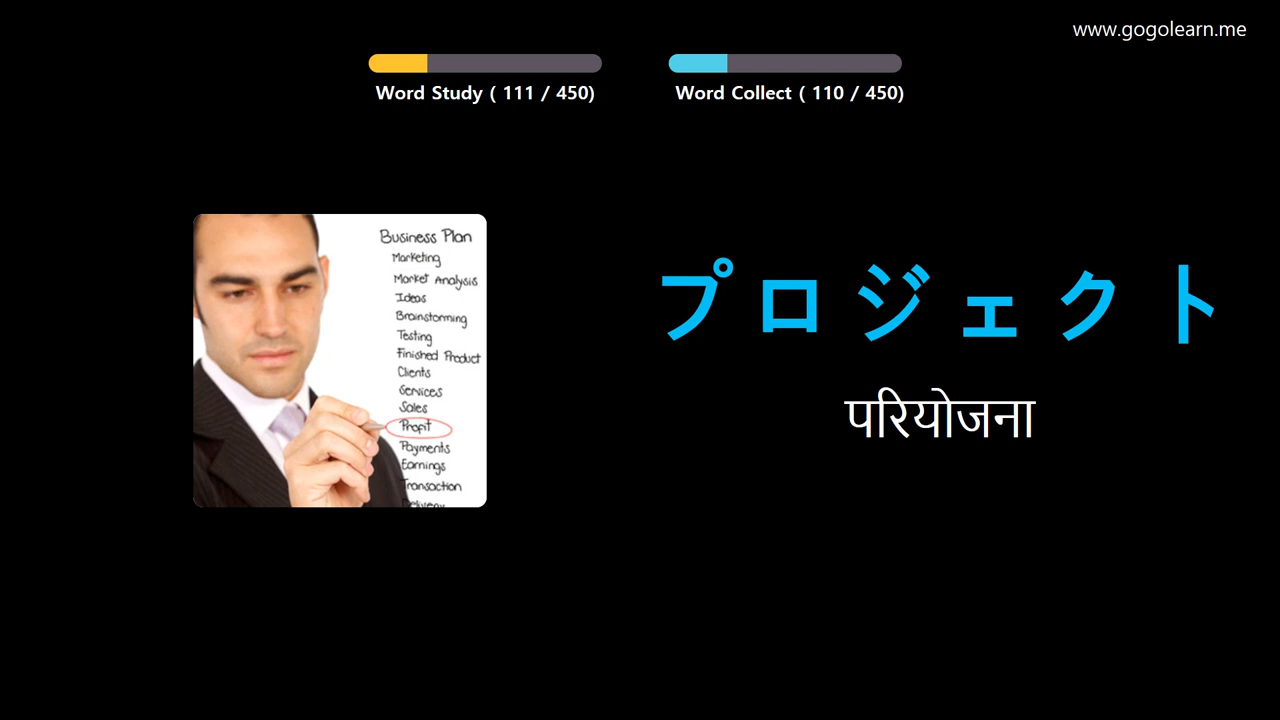 www.gogolearn.me
Word Study ( 111 / 450)
Word Collect ( 110 / 450)
Business Plan
Marketing
Market Analysis
Ideas
Brainstorming
Testing
Finished Product
Clients
Services
Sales
Profit
Payments
Earnings
Transaction
Delivery
プロジェクト
परियोजना